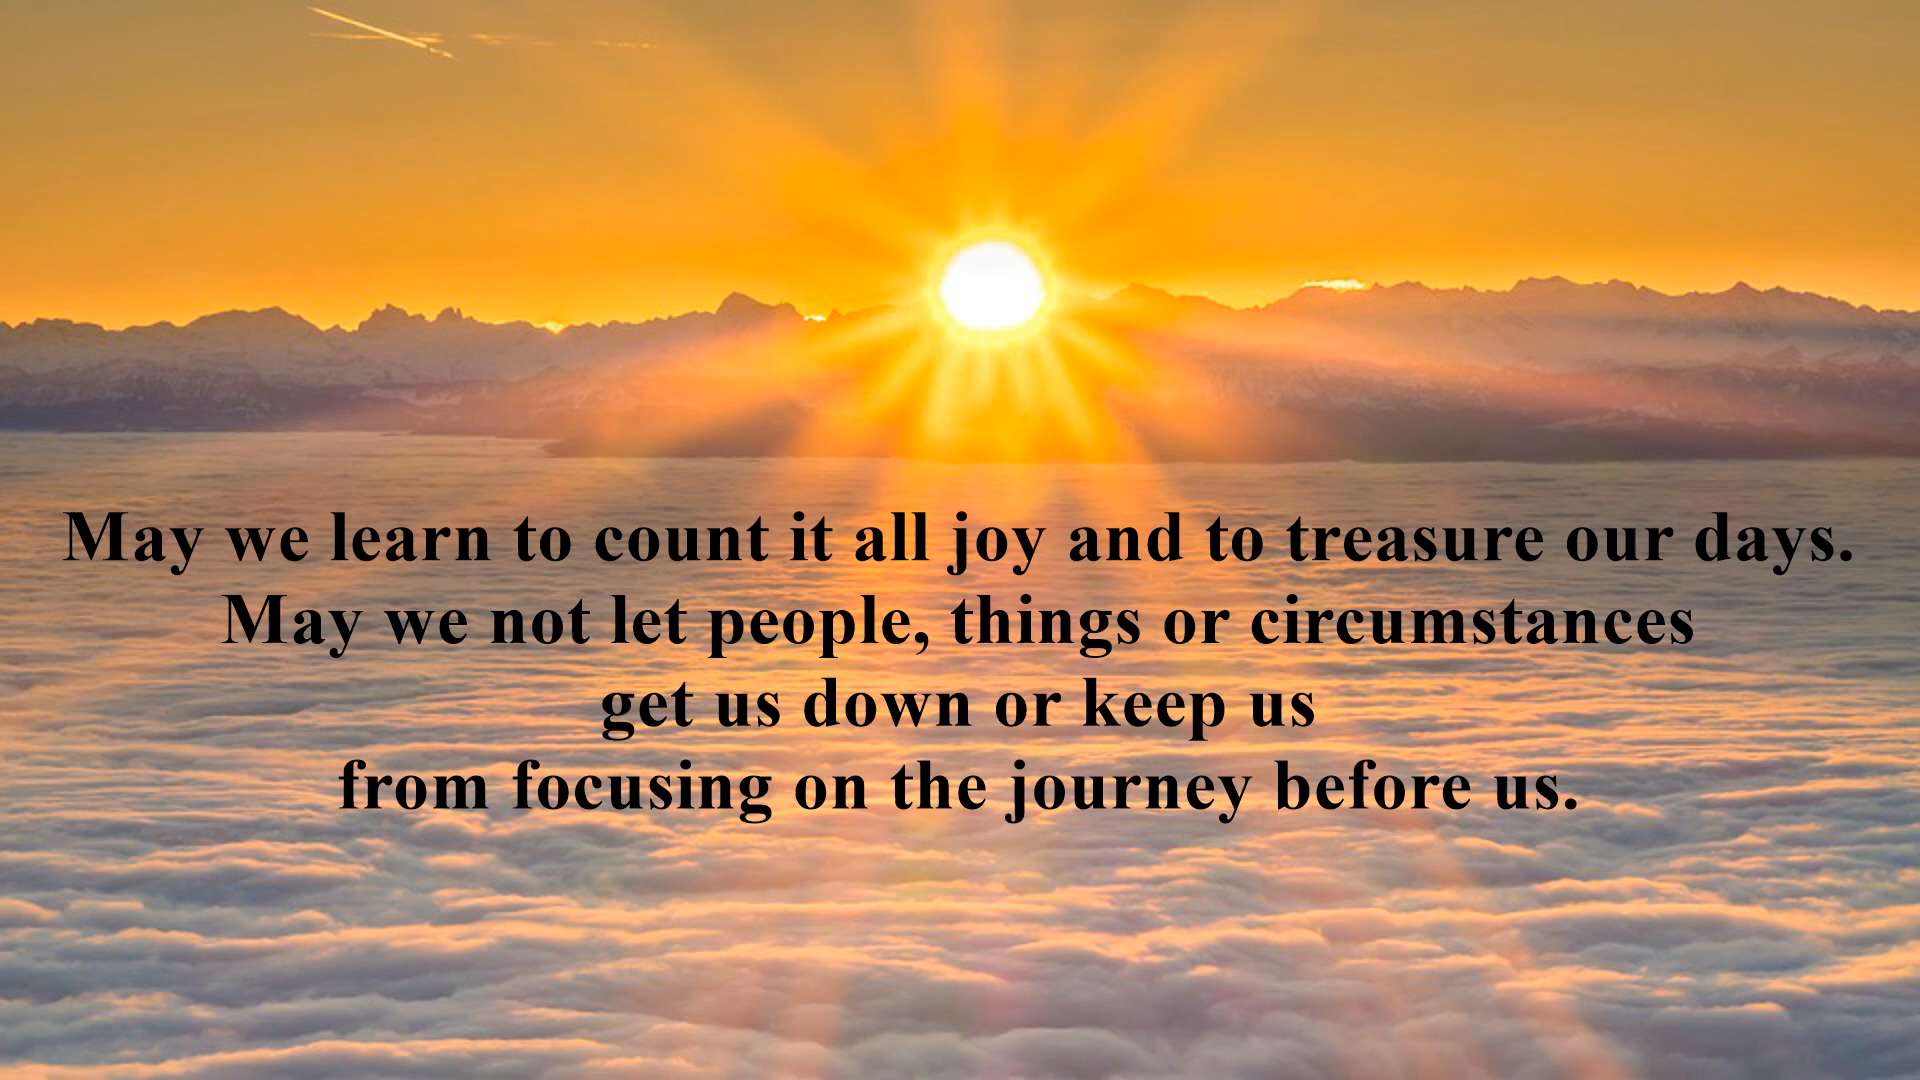 May we learn to count it all joy and to treasure our days.
May we not let people, things or circumstances
get us down or keep us
from focusing on the journey before us.